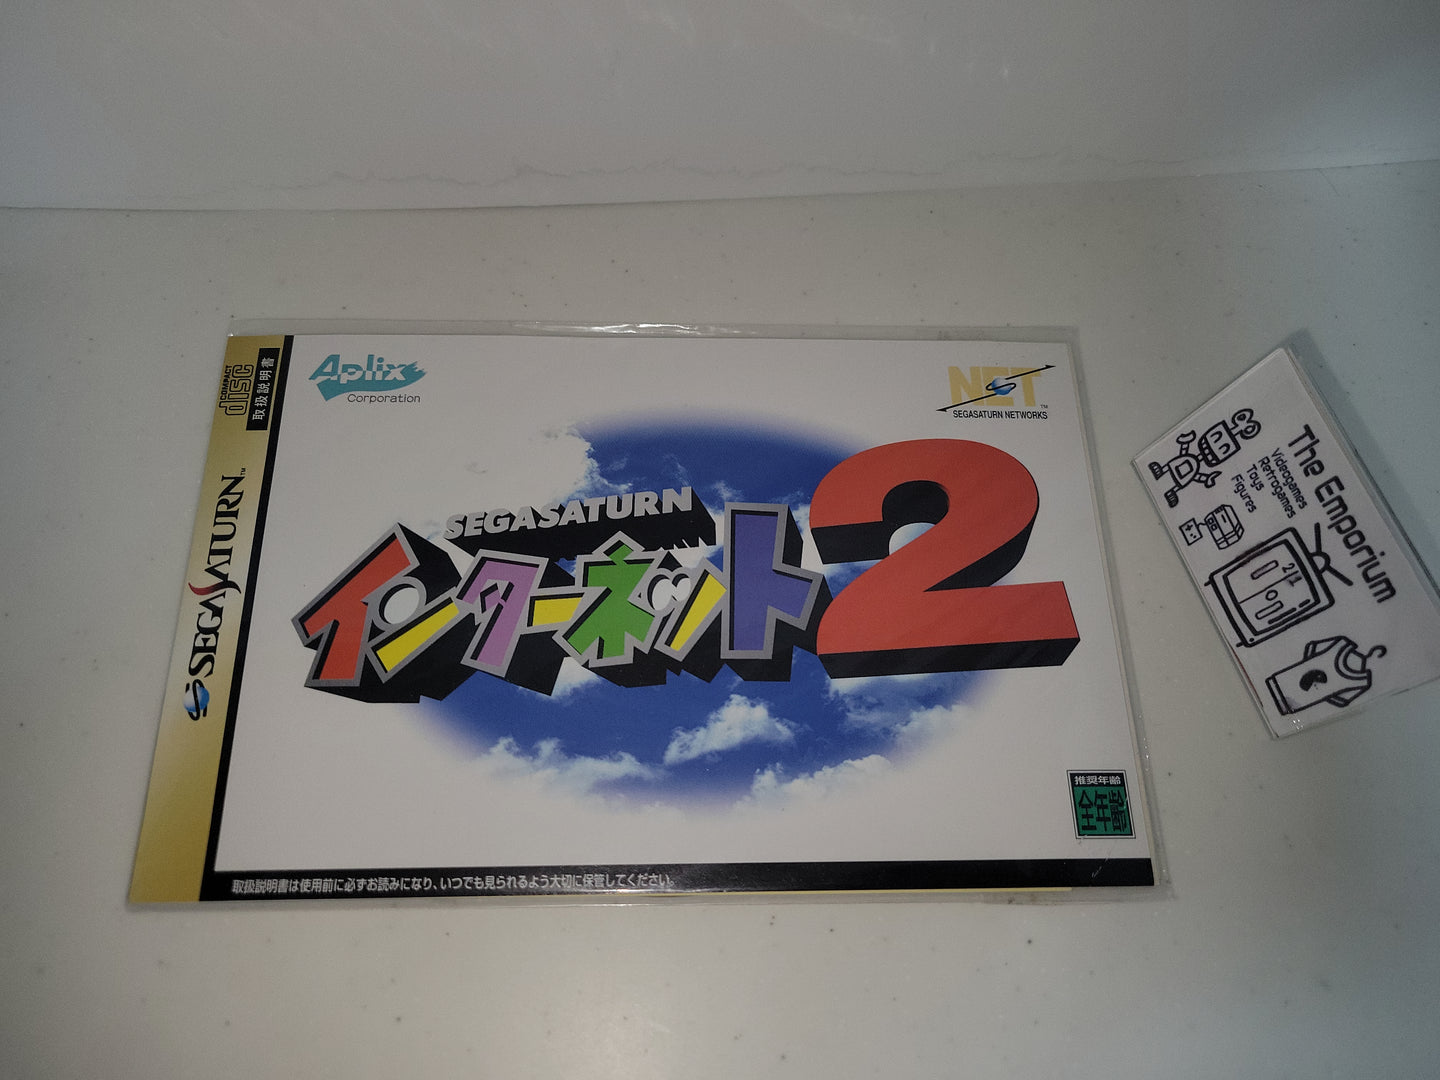 COMPACT
disc
取扱説明書
SEGASATURN™
Aplix
Corporation
NET™
SEGASATURN NETWORKS
SEGASATURN
インターネット2
推奨年齢
全年齢
取扱説明書は使用前に必ずお読みになり、いつでも見られるよう大切に保管してください。
The Emporium
Videogames
Retrogames
Toys
Figures